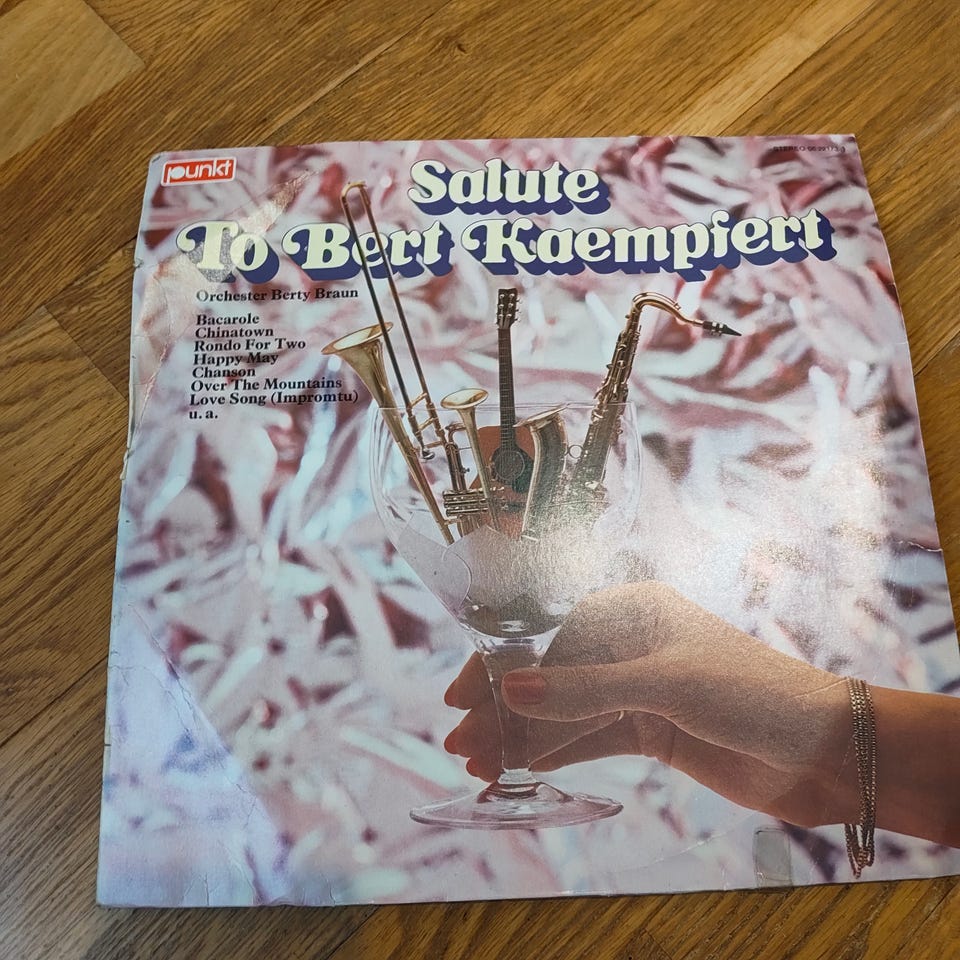 punkt
STEREO
Salute
To Bert Kaempfert
Orchester Berty Braun
Bacarole
Chinatown
Rondo For Two
Happy May
Chanson
Over The Mountains
Love Song (Impromtu)
u. a.